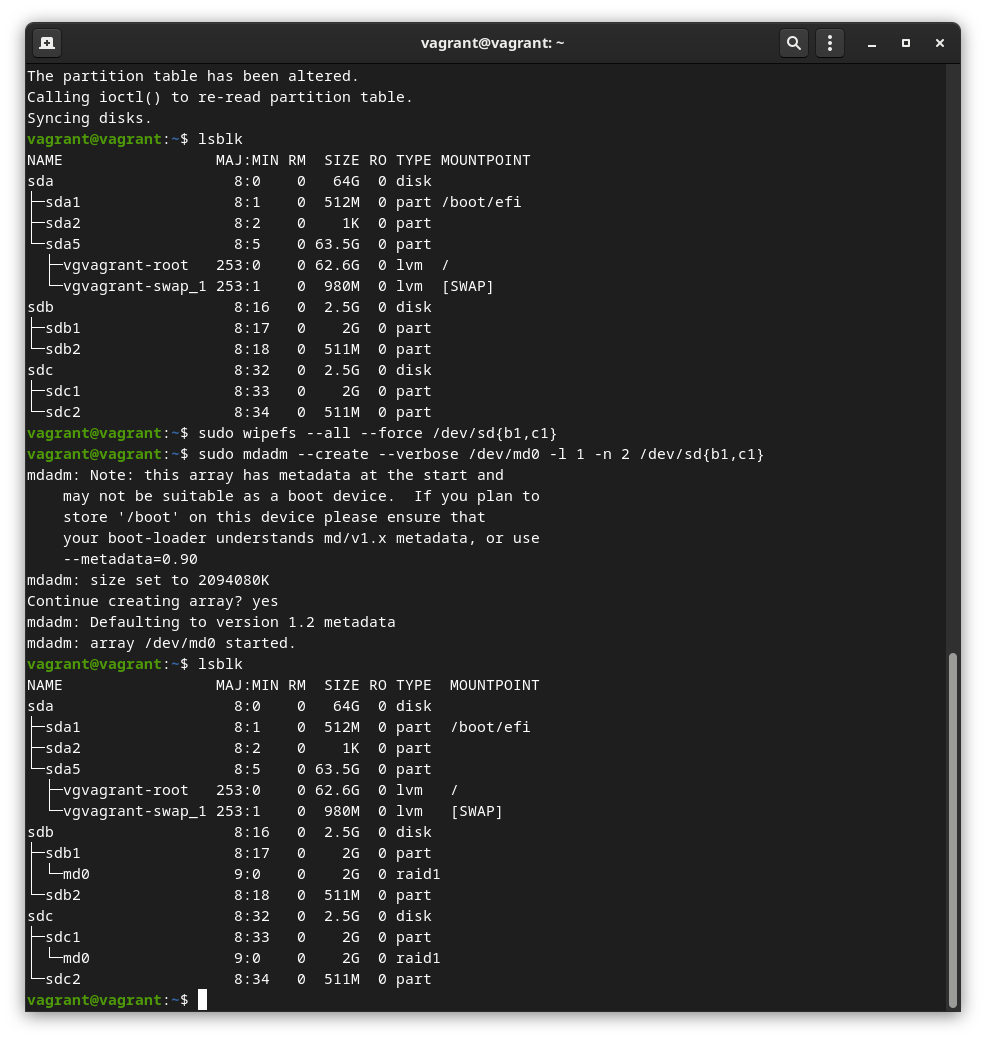 vagrant@vagrant: ~
The partition table has been altered.
Calling ioctl() to re-read partition table.
Syncing disks.
vagrant@vagrant:~$ lsblk
NAME                 MAJ:MIN RM  SIZE RO TYPE MOUNTPOINT
sda                    8:0    0   64G  0 disk
├─sda1                 8:1    0  512M  0 part /boot/efi
├─sda2                 8:2    0    1K  0 part
└─sda5                 8:5    0 63.5G  0 part
  ├─vgvagrant-root   253:0    0 62.6G  0 lvm  /
  └─vgvagrant-swap_1 253:1    0  980M  0 lvm  [SWAP]
sdb                    8:16   0  2.5G  0 disk
├─sdb1                 8:17   0    2G  0 part
└─sdb2                 8:18   0  511M  0 part
sdc                    8:32   0  2.5G  0 disk
├─sdc1                 8:33   0    2G  0 part
└─sdc2                 8:34   0  511M  0 part
vagrant@vagrant:~$ sudo wipefs --all --force /dev/sd{b1,c1}
vagrant@vagrant:~$ sudo mdadm --create --verbose /dev/md0 -l 1 -n 2 /dev/sd{b1,c1}
mdadm: Note: this array has metadata at the start and
    may not be suitable as a boot device.  If you plan to
    store '/boot' on this device please ensure that
    your boot-loader understands md/v1.x metadata, or use
    --metadata=0.90
mdadm: size set to 2094080K
Continue creating array? yes
mdadm: Defaulting to version 1.2 metadata
mdadm: array /dev/md0 started.
vagrant@vagrant:~$ lsblk
NAME                 MAJ:MIN RM  SIZE RO TYPE  MOUNTPOINT
sda                    8:0    0   64G  0 disk
├─sda1                 8:1    0  512M  0 part  /boot/efi
├─sda2                 8:2    0    1K  0 part
└─sda5                 8:5    0 63.5G  0 part
  ├─vgvagrant-root   253:0    0 62.6G  0 lvm   /
  └─vgvagrant-swap_1 253:1    0  980M  0 lvm   [SWAP]
sdb                    8:16   0  2.5G  0 disk
├─sdb1                 8:17   0    2G  0 part
│ └─md0                9:0    0    2G  0 raid1
└─sdb2                 8:18   0  511M  0 part
sdc                    8:32   0  2.5G  0 disk
├─sdc1                 8:33   0    2G  0 part
│ └─md0                9:0    0    2G  0 raid1
└─sdc2                 8:34   0  511M  0 part
vagrant@vagrant:~$